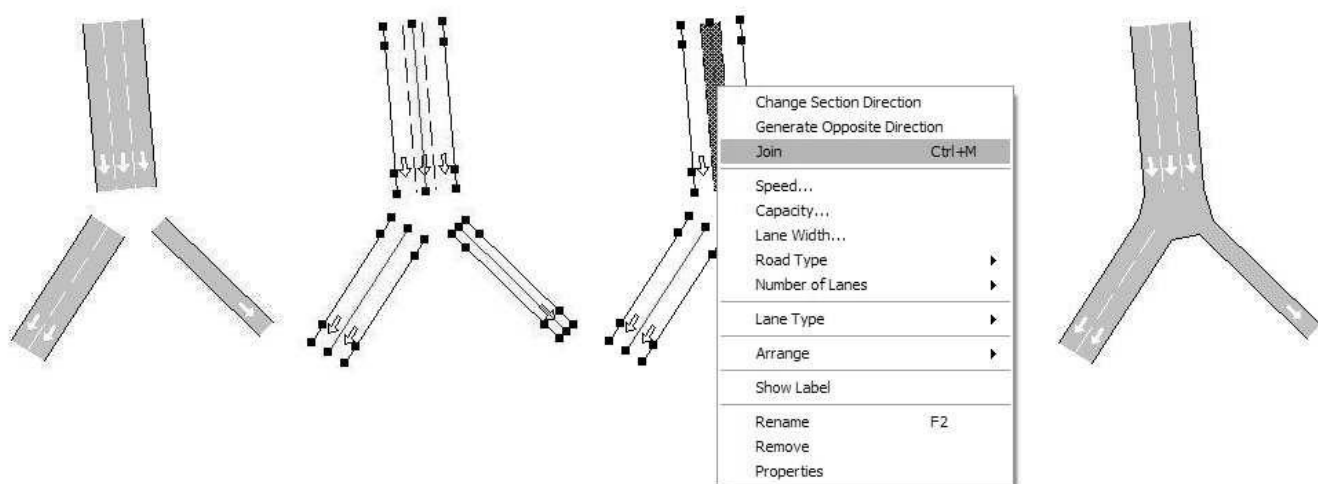 Change Section Direction
Generate Opposite Direction
Join Ctrl+M
Speed...
Capacity...
Lane Width...
Road Type
Number of Lanes
Lane Type
Arrange
Show Label
Rename F2
Remove
Properties